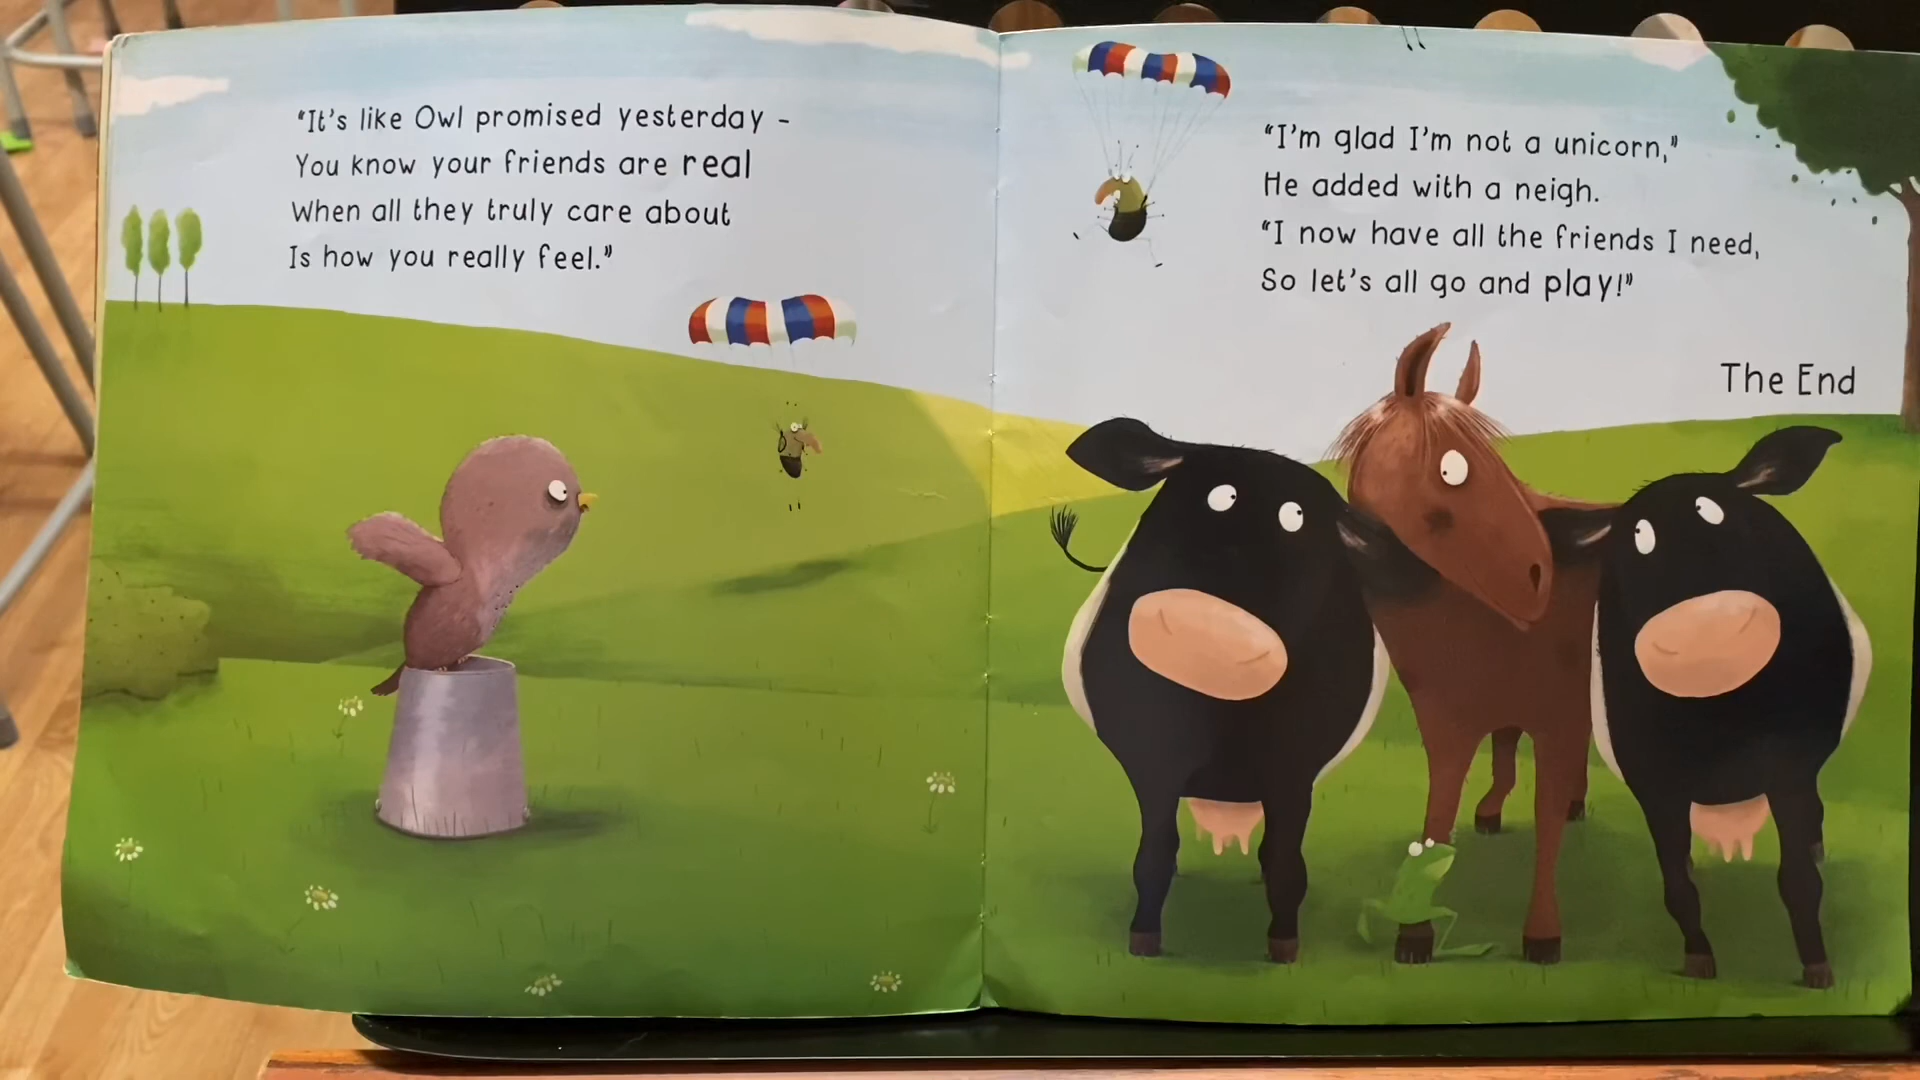 “It’s like Owl promised yesterday –
You know your friends are real
When all they truly care about
Is how you really feel.”
“I’m glad I’m not a unicorn,”
He added with a neigh.
“I now have all the friends I need,
So let’s all go and play!”
The End